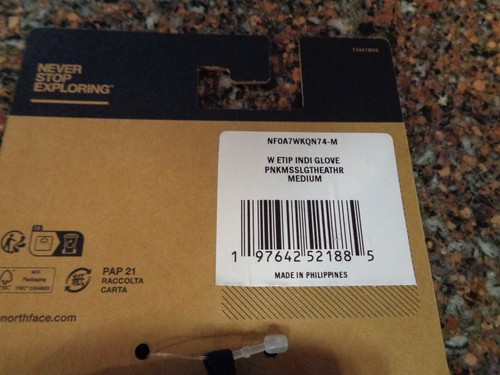 NEVER
STOP
EXPLORING™
NF0A7WKQN74-M
W ETIP INDI GLOVE
PNKMSSLGTHEATHR
MEDIUM
1 97642 52188 5
MADE IN PHILIPPINES
PAP 21
RACCOLTA
CARTA
northface.com